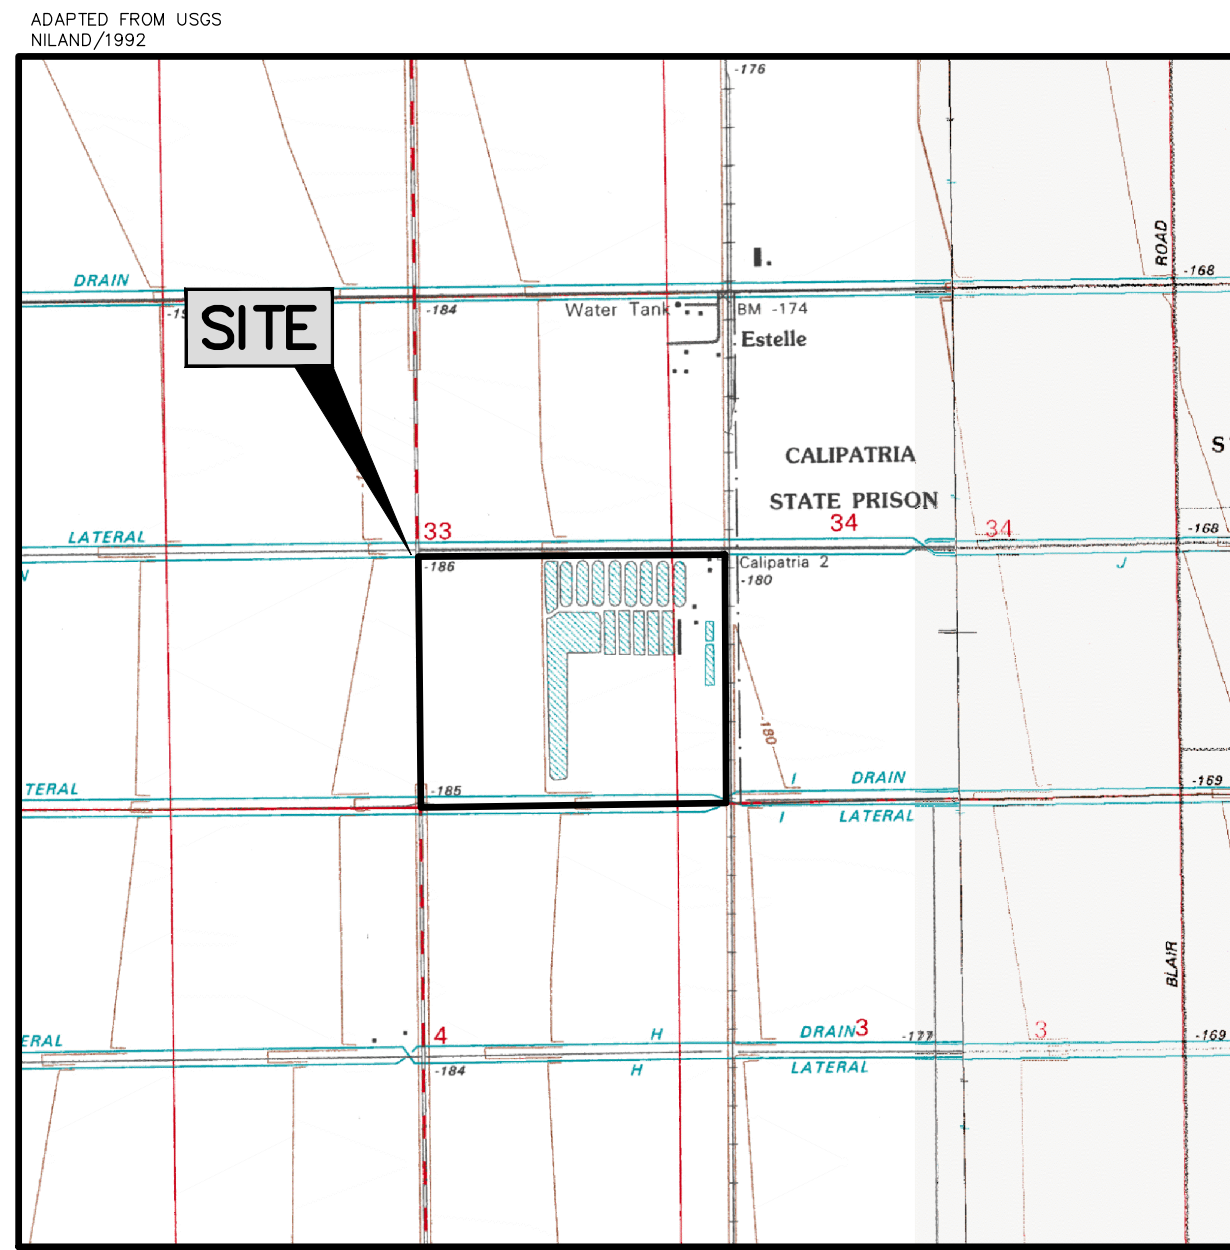 ADAPTED FROM USGS
NILAND/1992
-176
ROAD
DRAIN
-168
-184
Water Tank
BM -174
SITE
Estelle
CALIPATRIA
S
STATE PRISON
33
34
34
-168
LATERAL
-186
Calipatria 2
-180
J
N
180
I
DRAIN
-169
TERAL
-185
I
LATERAL
BLAIR
4
H
DRAIN
3
-177
3
-169
ERAL
-184
H
LATERAL